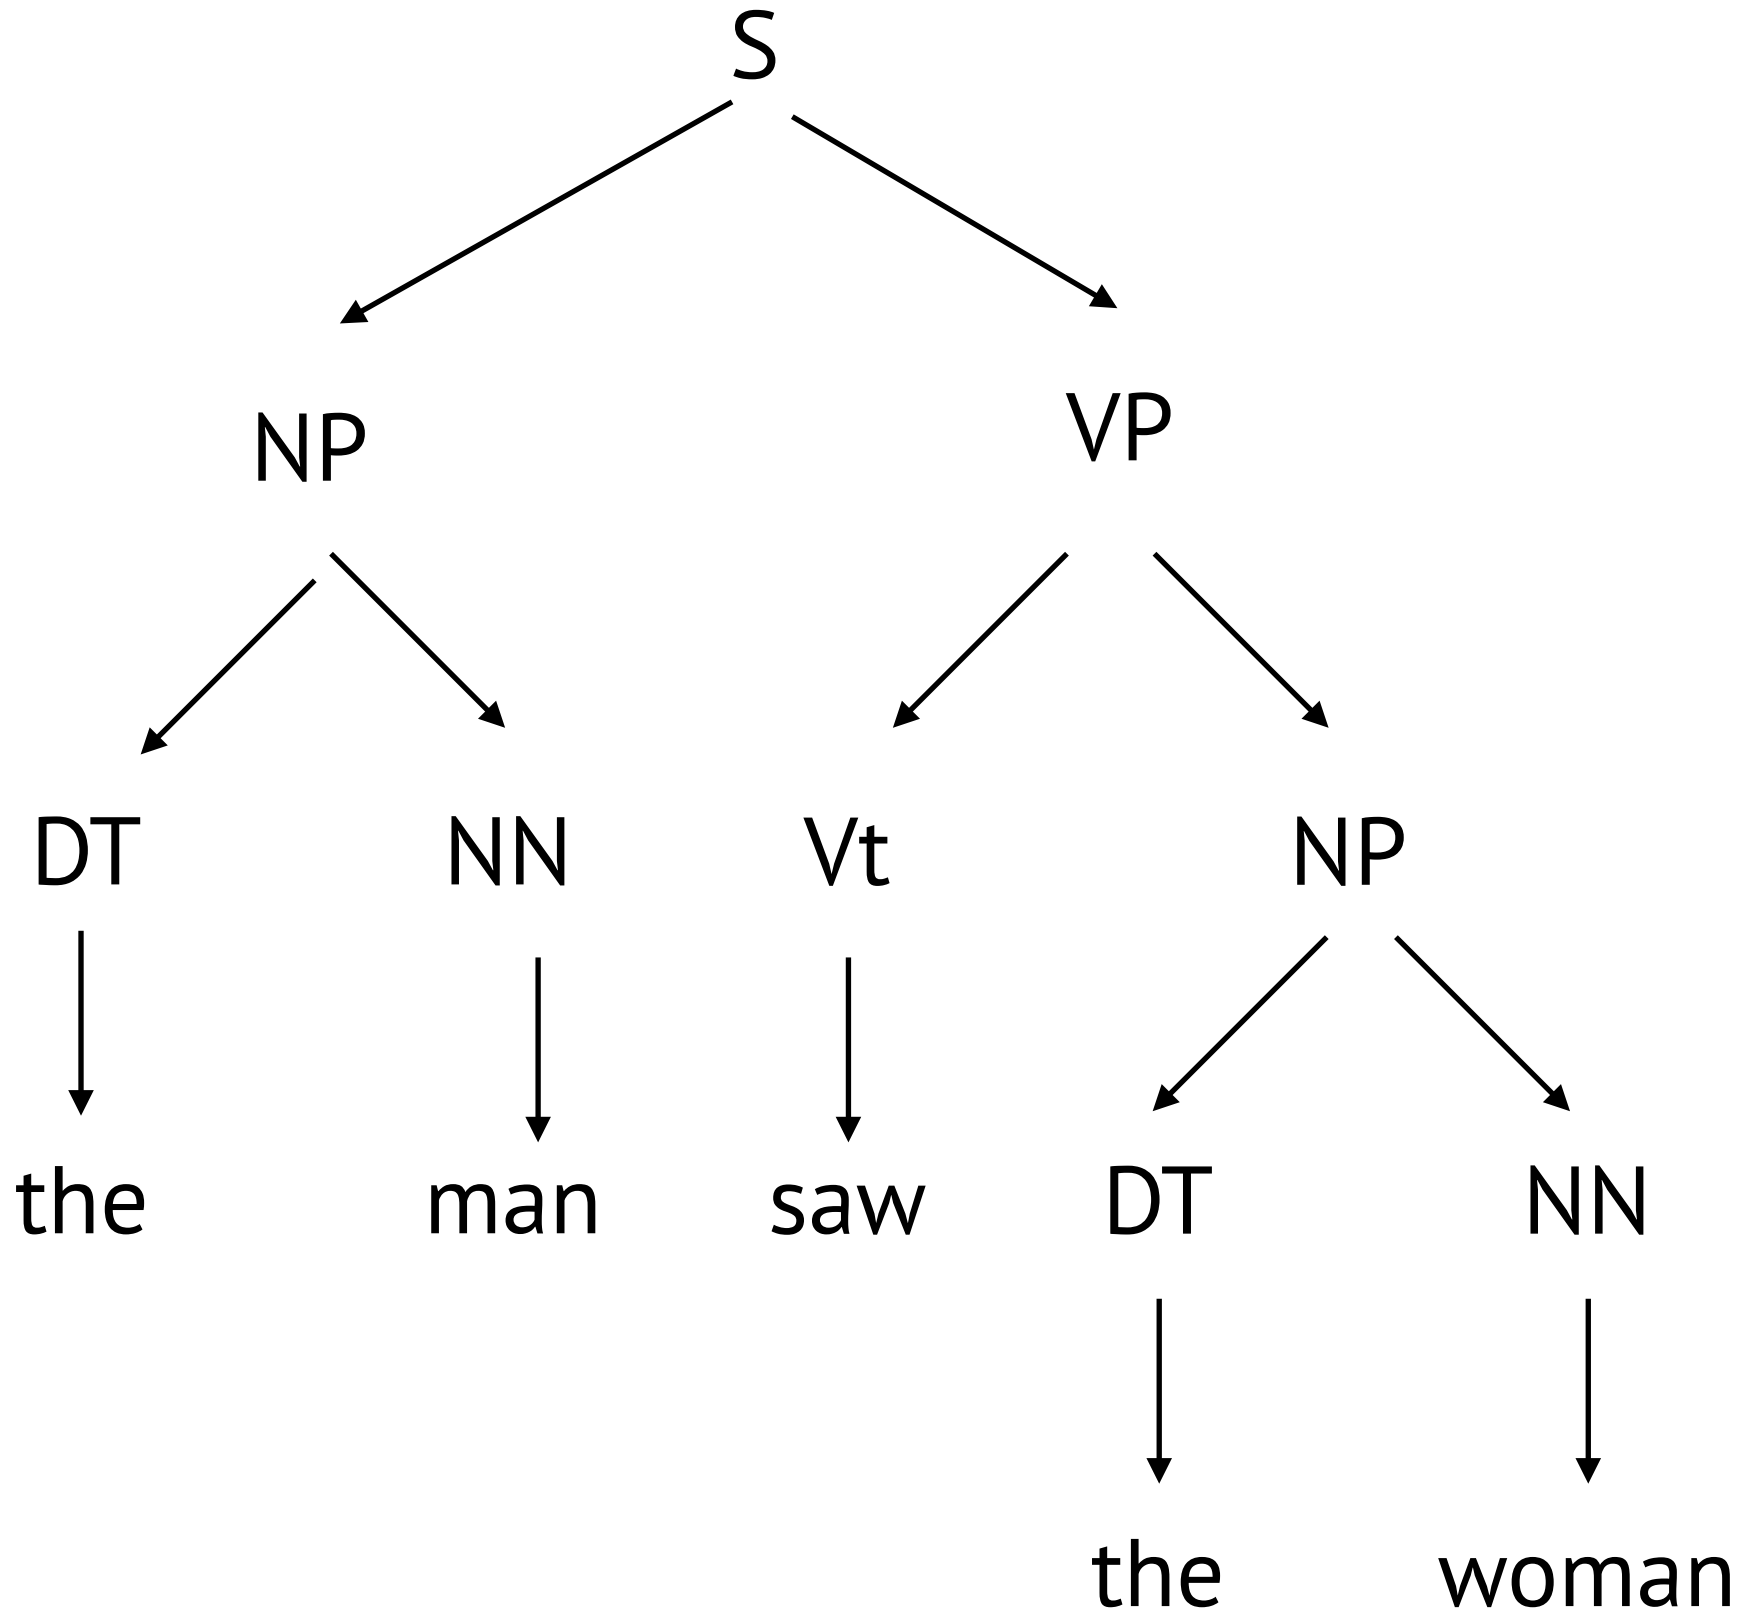 S
NP VP
DT NN Vt NP
the man saw DT NN
the woman